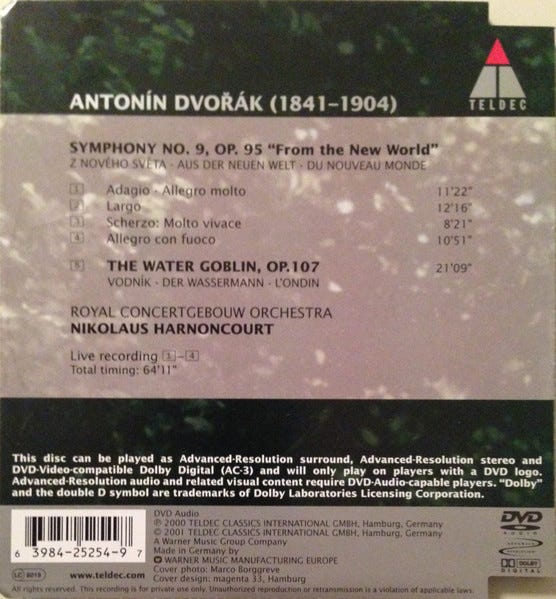 TELDEC
ANTONÍN DVOŘÁK (1841–1904)
SYMPHONY NO. 9, OP. 95 "From the New World"
Z NOVÉHO SVĚTA · AUS DER NEUEN WELT · DU NOUVEAU MONDE
1 Adagio · Allegro molto 11'22"
2 Largo 12'16"
3 Scherzo: Molto vivace 8'21"
4 Allegro con fuoco 10'51"
5 THE WATER GOBLIN, OP.107 21'09"
VODNÍK · DER WASSERMANN · L'ONDIN
ROYAL CONCERTGEBOUW ORCHESTRA
NIKOLAUS HARNONCOURT
Live recording 1–4
Total timing: 64'11"
This disc can be played as Advanced-Resolution surround, Advanced-Resolution stereo and
DVD-Video-compatible Dolby Digital (AC-3) and will only play on players with a DVD logo.
Advanced-Resolution audio and related visual content require DVD-Audio-capable players. "Dolby"
and the double D symbol are trademarks of Dolby Laboratories Licensing Corporation.
6 39842-5254-9 7
LC 6019
www.teldec.com
DVD Audio
℗ 2000 TELDEC CLASSICS INTERNATIONAL GMBH, Hamburg, Germany
© 2001 TELDEC CLASSICS INTERNATIONAL GMBH, Hamburg, Germany
A Warner Music Group Company
Made in Germany by
WARNER MUSIC MANUFACTURING EUROPE
Cover photo: Marco Borggreve
Cover design: magenta 33, Hamburg
DVD
AUDIO
ADVANCED
RESOLUTION
DOLBY
DIGITAL
All rights reserved. This recording is for private use only. Unauthorized reproduction or retransmission is a violation of applicable laws.